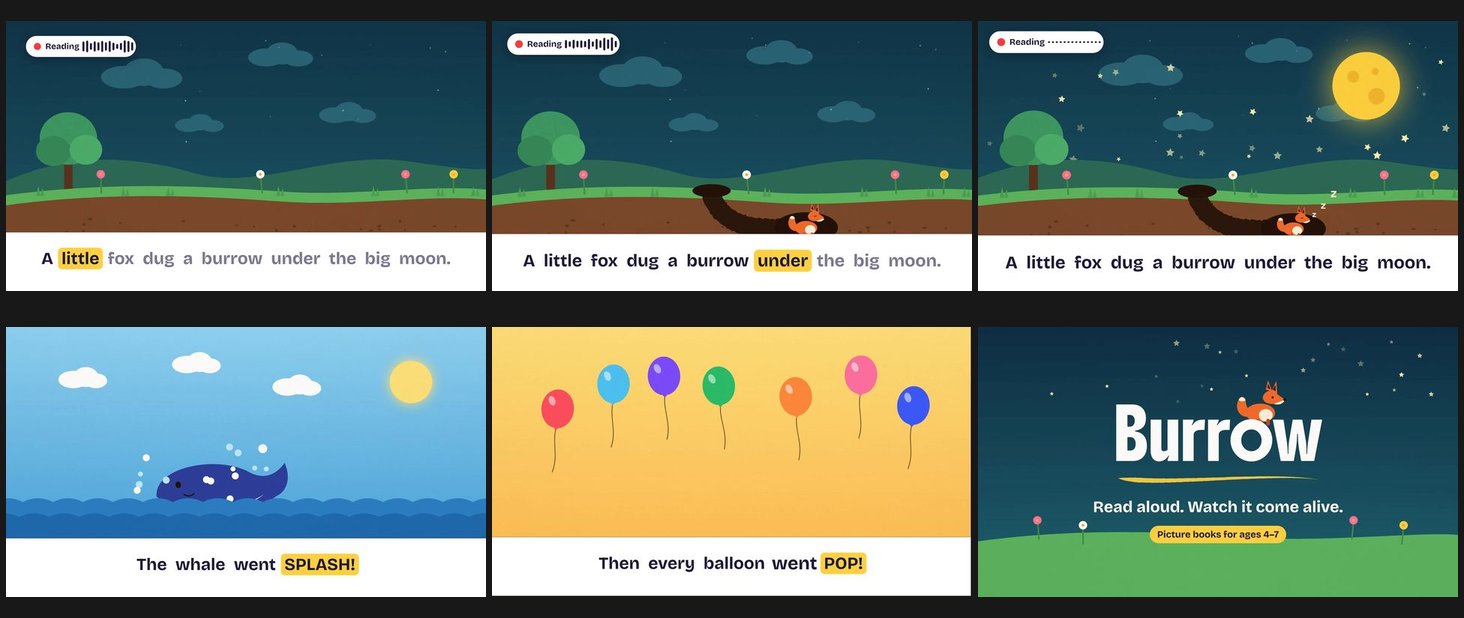 Reading
A little fox dug a burrow under the big moon.
Reading
A little fox dug a burrow under the big moon.
Reading
A little fox dug a burrow under the big moon.
z
z
z
The whale went SPLASH!
Then every balloon went POP!
Burrow
Read aloud. Watch it come alive.
Picture books for ages 4–7